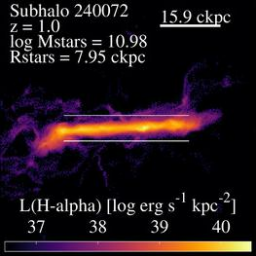 Subhalo 240072
15.9 ckpc
z = 1.0
log Mstars = 10.98
Rstars = 7.95 ckpc
L(H-alpha) [log erg s⁻¹ kpc⁻²]
37 38 39 40